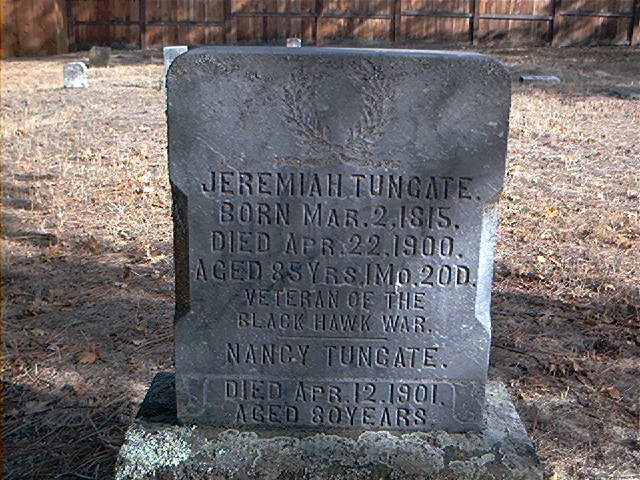 JEREMIAH TUNGATE.
BORN MAR. 2, 1815.
DIED APR. 22, 1900.
AGED 85 YRS. 1 MO. 20 D.
VETERAN OF THE
BLACK HAWK WAR.
NANCY TUNGATE.
DIED APR. 12, 1901.
AGED 80 YEARS